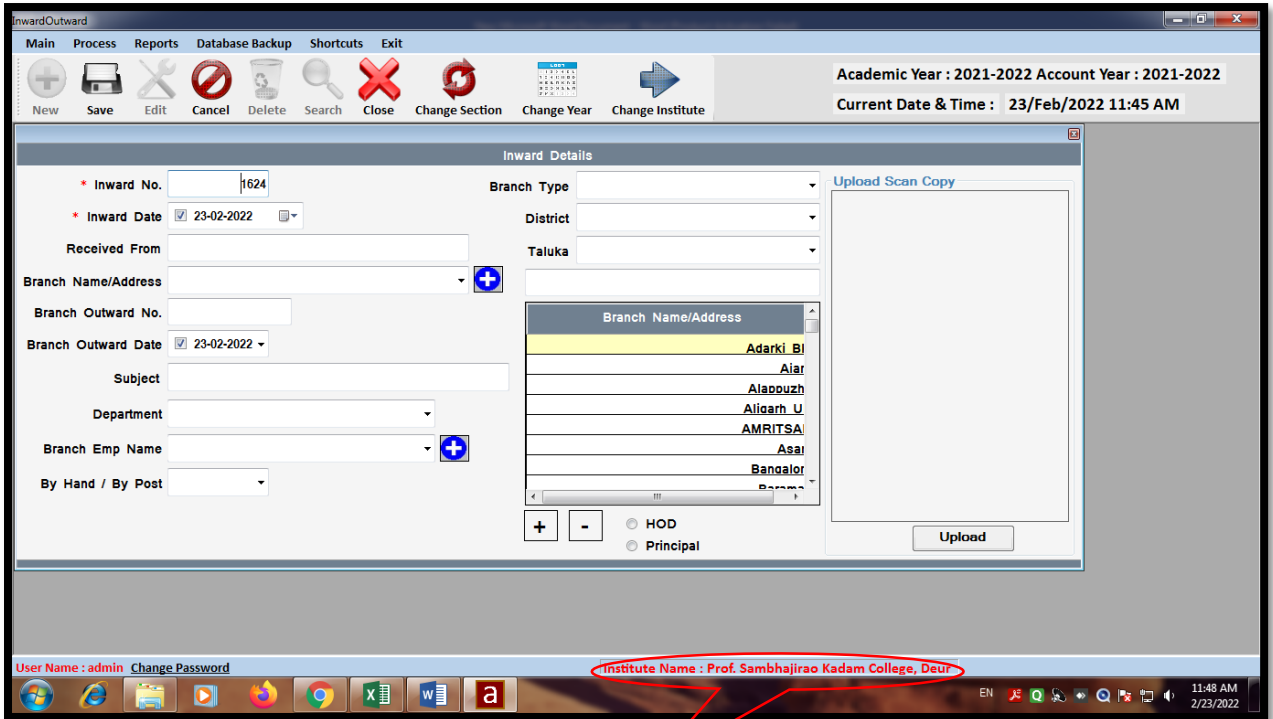 InwardOutward
Main Process Reports Database Backup Shortcuts Exit
New Save Edit Cancel Delete Search Close Change Section Change Year Change Institute
Academic Year : 2021-2022 Account Year : 2021-2022
Current Date & Time : 23/Feb/2022 11:45 AM
Inward Details
* Inward No. 1624
* Inward Date 23-02-2022
Received From
Branch Name/Address
Branch Outward No.
Branch Outward Date 23-02-2022
Subject
Department
Branch Emp Name
By Hand / By Post
Branch Type
District
Taluka
Branch Name/Address
Adarki B
Alappuzh
Aligarh U
AMRITSA
Bangalor
+ -
HOD
Principal
Upload Scan Copy
Upload
User Name : admin Change Password
Institute Name : Prof. Sambhajirao Kadam College, Deur
EN
11:48 AM
2/23/2022